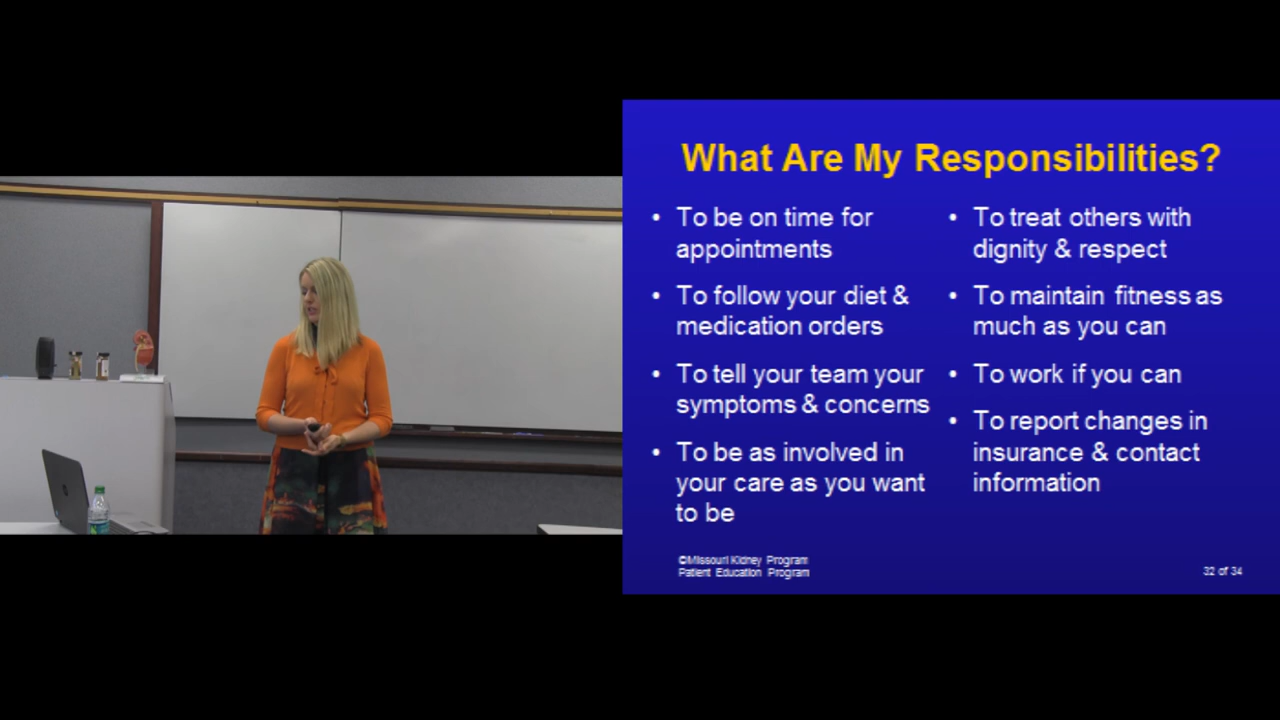 What Are My Responsibilities?
• To be on time for
appointments
• To follow your diet &
medication orders
• To tell your team your
symptoms & concerns
• To be as involved in
your care as you want
to be
• To treat others with
dignity & respect
• To maintain fitness as
much as you can
• To work if you can
• To report changes in
insurance & contact
information
©Missouri Kidney Program
Patient Education Program
32 of 34